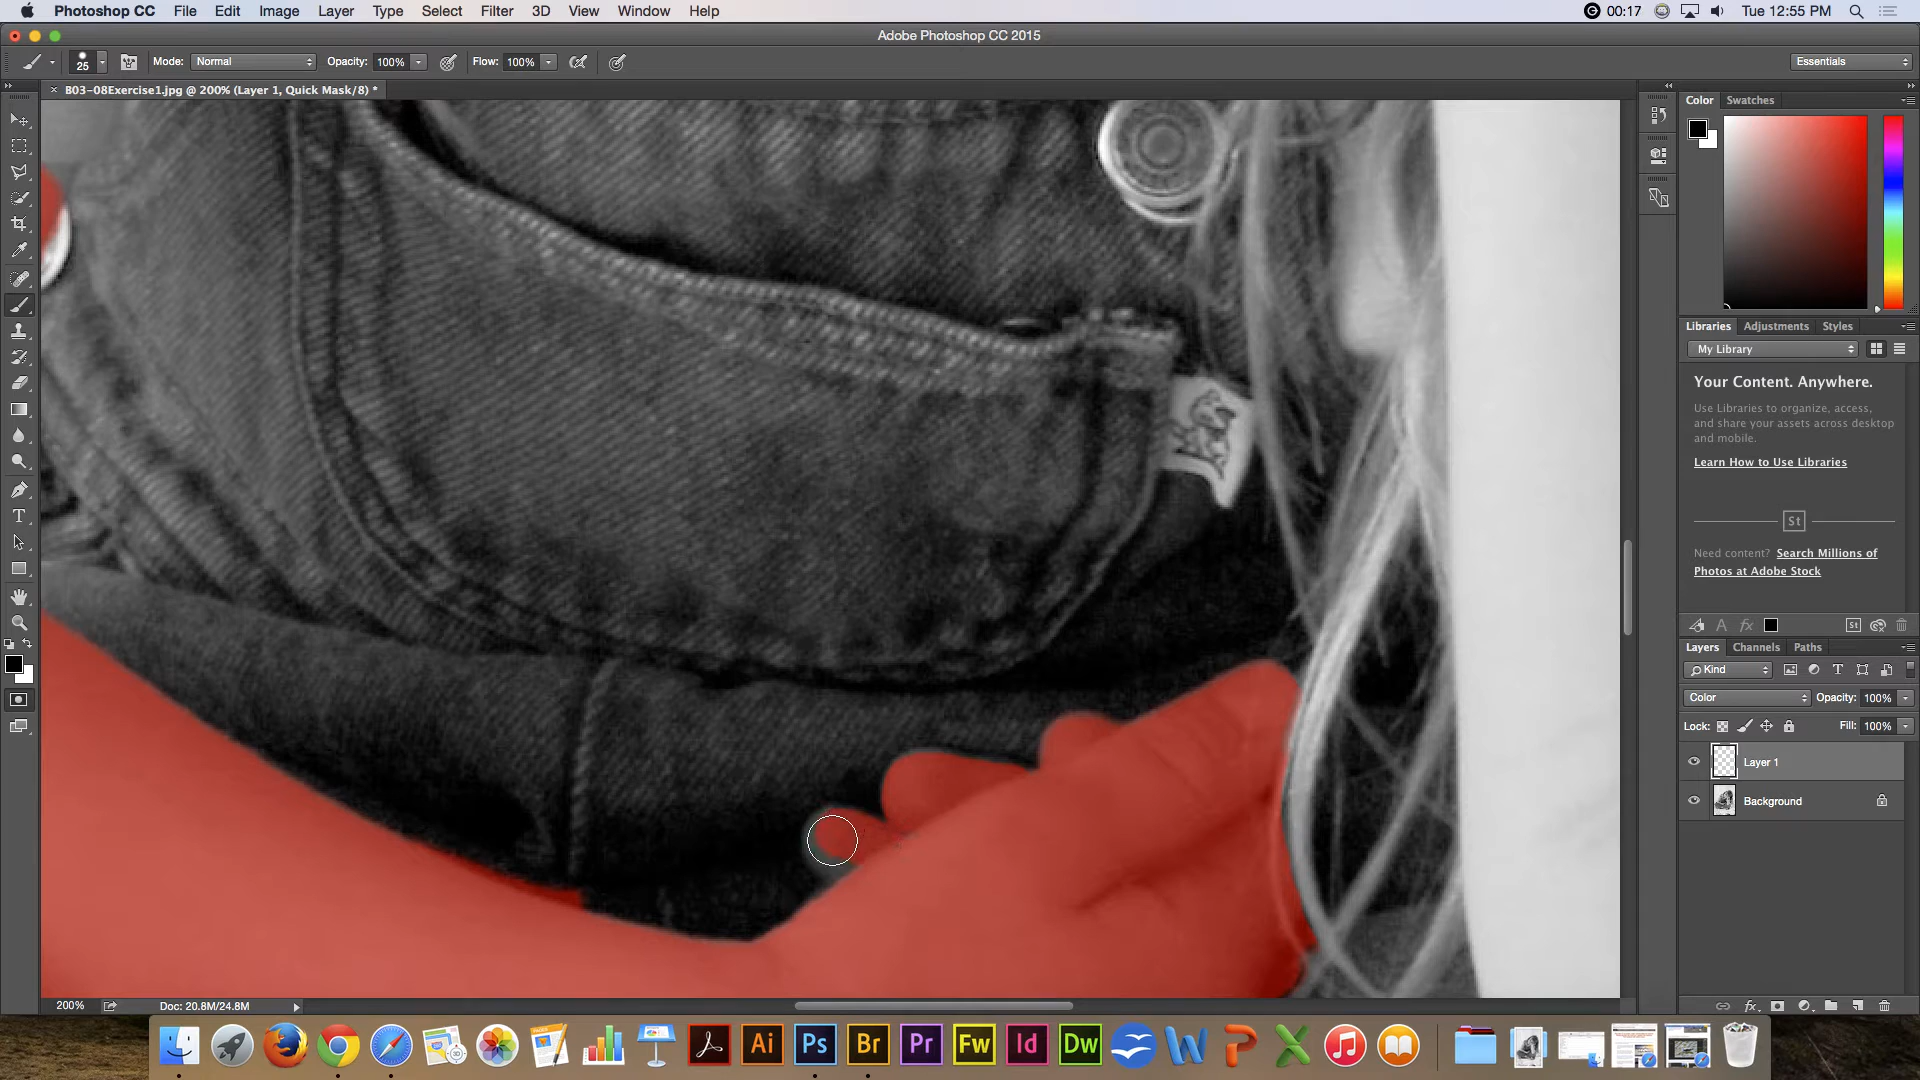 Photoshop CC File Edit Image Layer Type Select Filter 3D View Window Help 00:17 Tue 12:55 PM
Adobe Photoshop CC 2015
25 Mode: Normal Opacity: 100% Flow: 100% Essentials
× B03-08Exercise1.jpg @ 200% (Layer 1, Quick Mask/8) *
Color Swatches
Libraries Adjustments Styles
My Library
Your Content. Anywhere.
Use Libraries to organize, access,
and share your assets across desktop
and mobile.
Learn How to Use Libraries
St
Need content? Search Millions of
Photos at Adobe Stock
A fx St
Layers Channels Paths
Kind T
Color Opacity: 100%
Lock: Fill: 100%
Layer 1
Background
200% Doc: 20.8M/24.8M fx
Ai Ps Br Pr Fw Id Dw